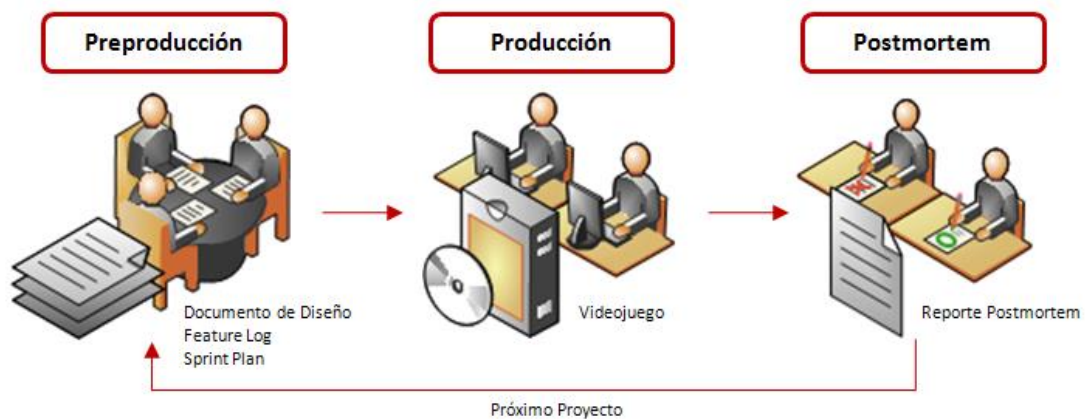 Preproducción
Producción
Postmortem
Documento de Diseño
Feature Log
Sprint Plan
Videojuego
Reporte Postmortem
Próximo Proyecto